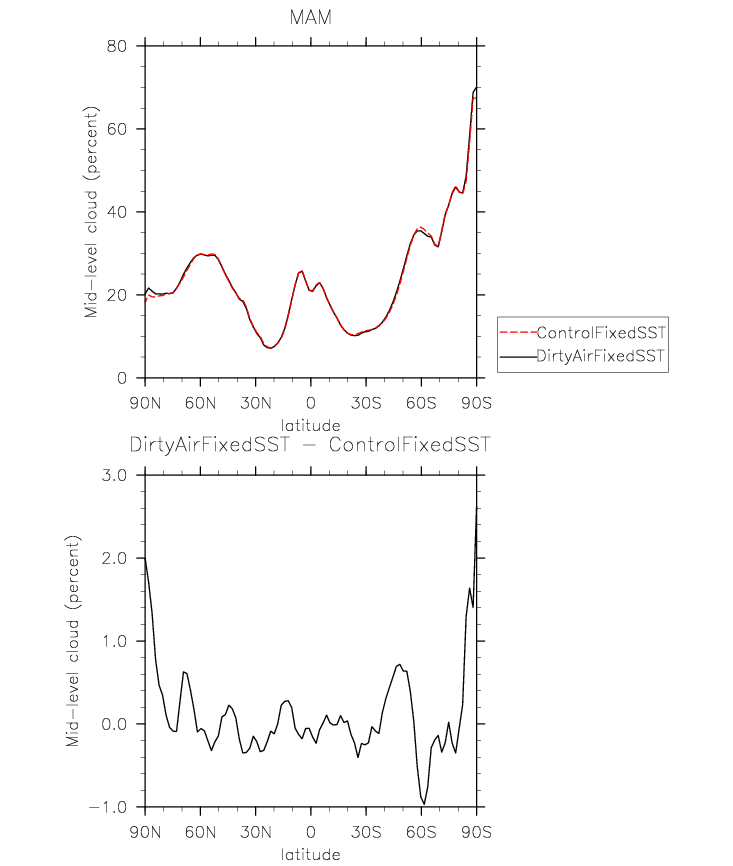 MAM
80
60
40
20
0
Mid-level cloud (percent)
90N 60N 30N 0 30S 60S 90S
latitude
ControlFixedSST
DirtyAirFixedSST
DirtyAirFixedSST - ControlFixedSST
3.0
2.0
1.0
0.0
-1.0
Mid-level cloud (percent)
90N 60N 30N 0 30S 60S 90S
latitude